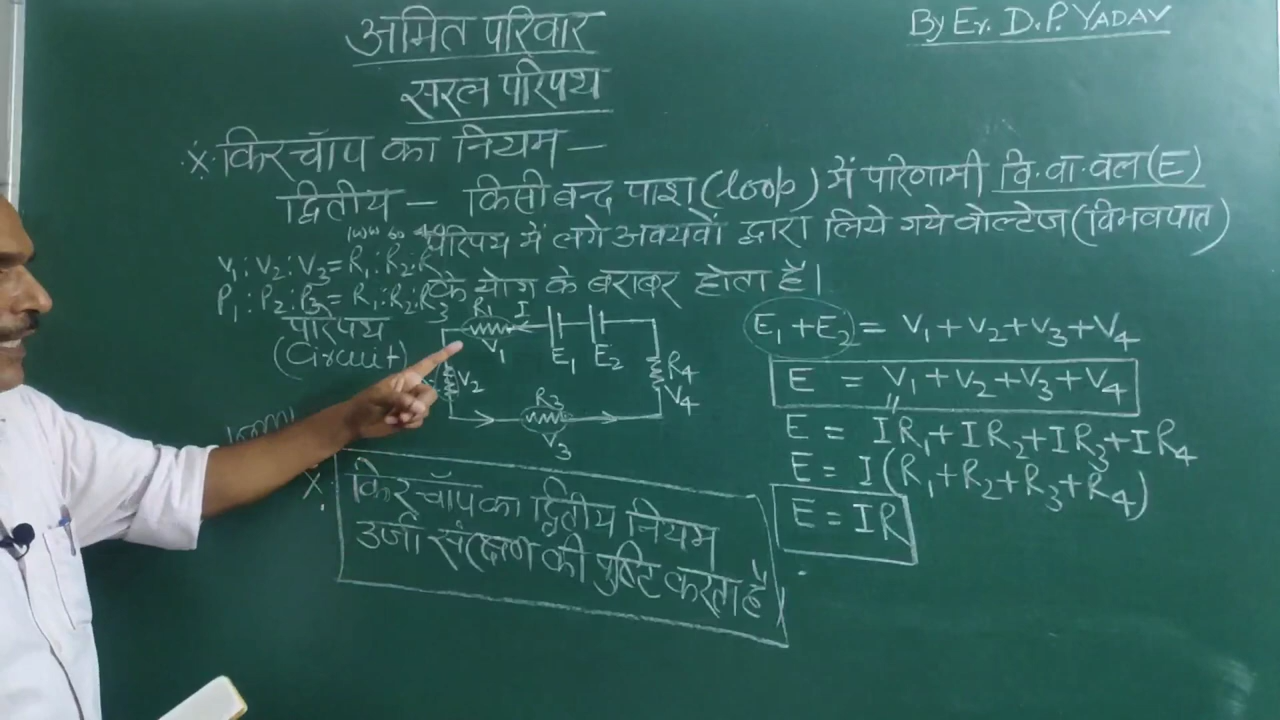 अमित परिवार
By Er. D.P. YADAV
सरल परिपथ
किरचॉप का नियम –
द्वितीय – किसी बन्द पाश (loop) में परिणामी वि.वा.वल (E)
परिपथ में लगे अवयवों द्वारा लिये गये वोल्टेज (विभवपात)
के योग के बराबर होता है।
V₁:V₂:V₃ = R₁:R₂:R
P₁:P₂:P₃ = R₁:R₂:R₃
परिपथ
(Circuit)
R₁ I
V₁ E₁ E₂
V₂
R₄
V₄
R₃
V₃
E₁+E₂ = V₁+V₂+V₃+V₄
E = V₁+V₂+V₃+V₄
E = IR₁+IR₂+IR₃+IR₄
E = I(R₁+R₂+R₃+R₄)
E = IR
किरचॉप का द्वितीय नियम
उर्जा संरक्षण की पुष्टि करता है